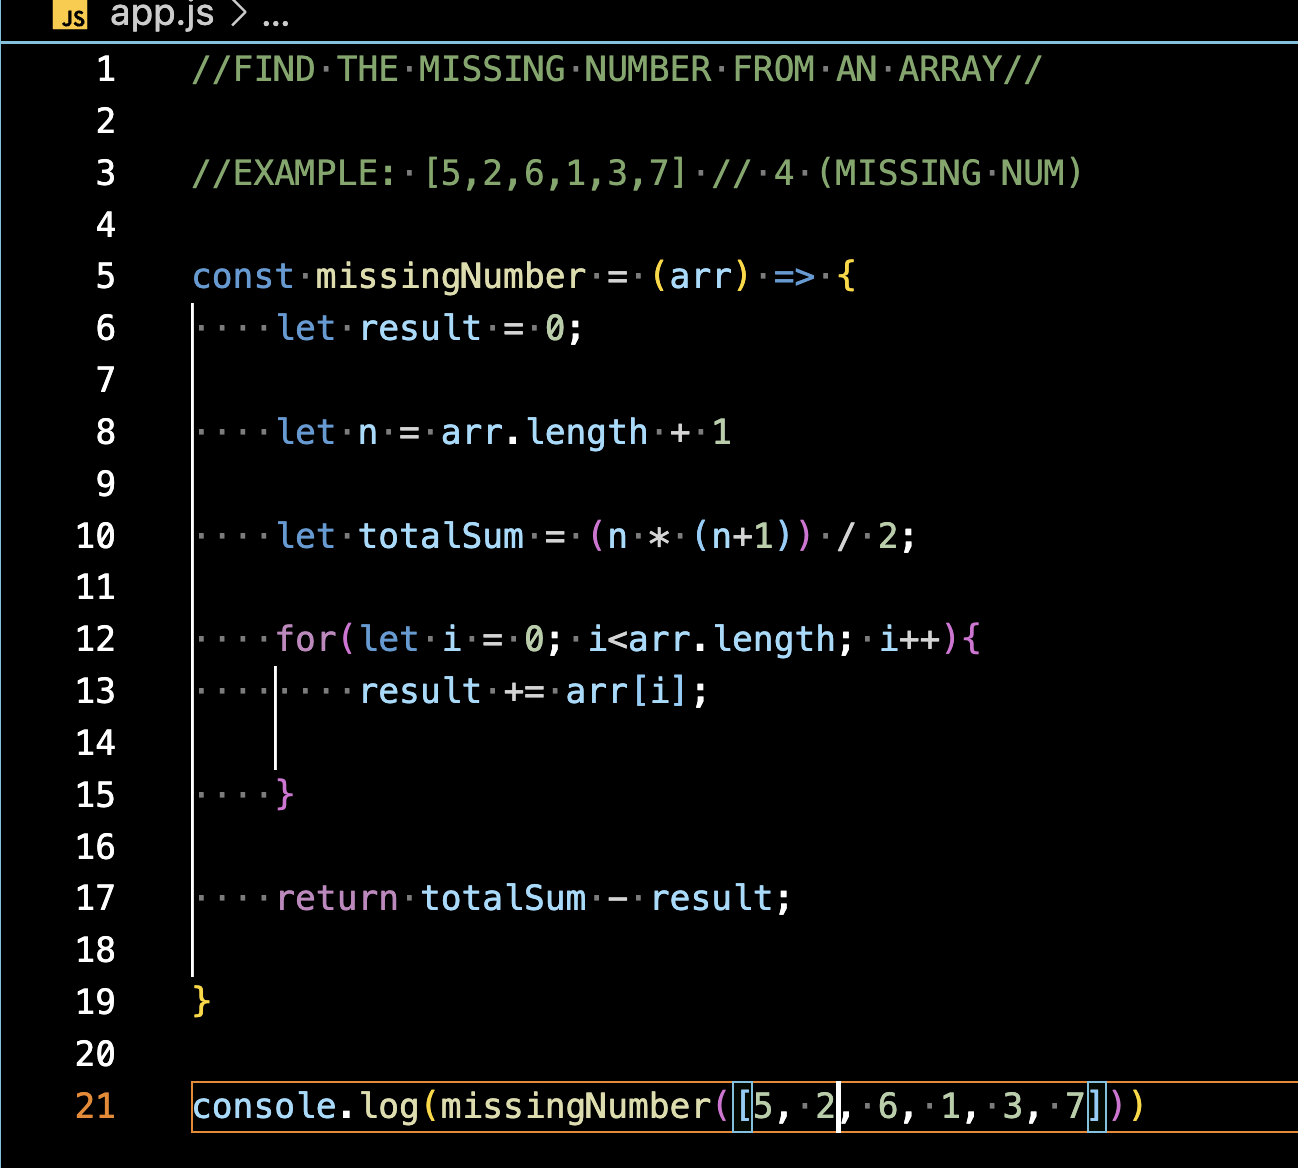 JS app.js > ...
1 //FIND THE MISSING NUMBER FROM AN ARRAY//
2
3 //EXAMPLE: [5,2,6,1,3,7] // 4 (MISSING NUM)
4
5 const missingNumber = (arr) => {
6     let result = 0;
7
8     let n = arr.length + 1
9
10     let totalSum = (n * (n+1)) / 2;
11
12     for(let i = 0; i<arr.length; i++){
13         result += arr[i];
14
15     }
16
17     return totalSum - result;
18
19 }
20
21 console.log(missingNumber([5, 2, 6, 1, 3, 7]))